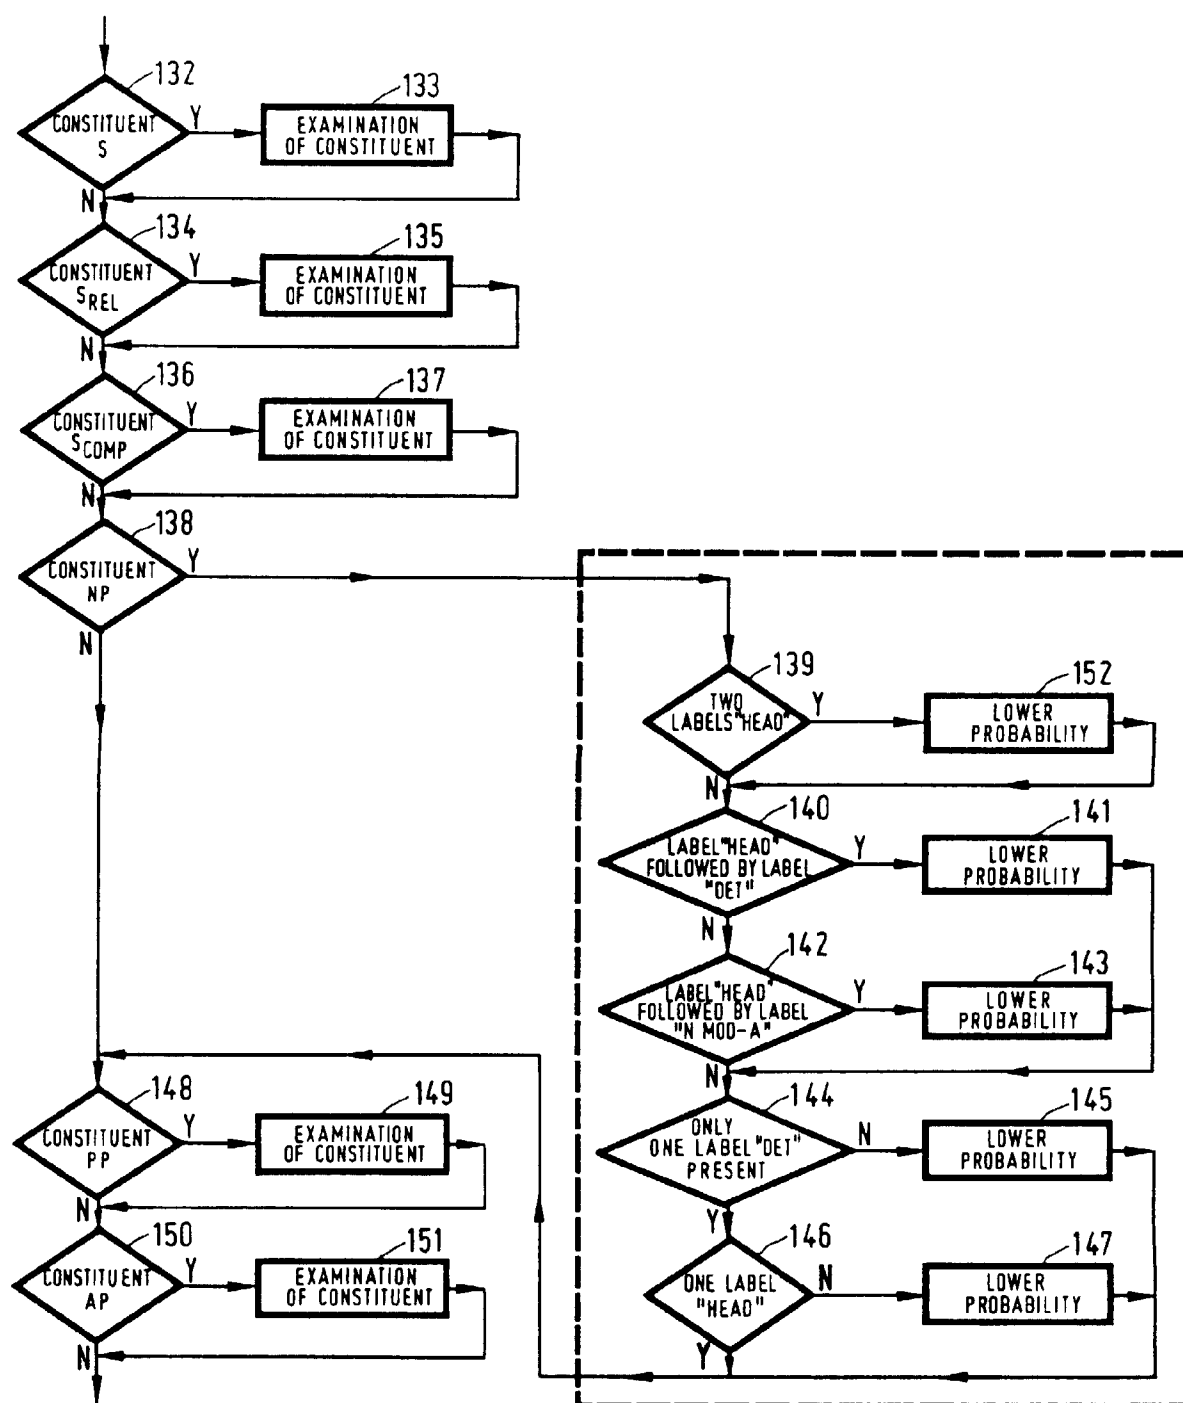 132
CONSTITUENT
S
Y
133
EXAMINATION
OF CONSTITUENT
N
134
CONSTITUENT
SREL
Y
135
EXAMINATION
OF CONSTITUENT
N
136
CONSTITUENT
SCOMP
Y
137
EXAMINATION
OF CONSTITUENT
N
138
CONSTITUENT
NP
Y
N
139
TWO
LABELS "HEAD"
Y
152
LOWER
PROBABILITY
N
140
LABEL "HEAD"
FOLLOWED BY LABEL
"DET"
Y
141
LOWER
PROBABILITY
N
142
LABEL "HEAD"
FOLLOWED BY LABEL
"N MOD-A"
Y
143
LOWER
PROBABILITY
N
144
ONLY
ONE LABEL "DET"
PRESENT
N
145
LOWER
PROBABILITY
Y
146
ONE LABEL
"HEAD"
N
147
LOWER
PROBABILITY
Y
148
CONSTITUENT
PP
Y
149
EXAMINATION
OF CONSTITUENT
N
150
CONSTITUENT
AP
Y
151
EXAMINATION
OF CONSTITUENT
N